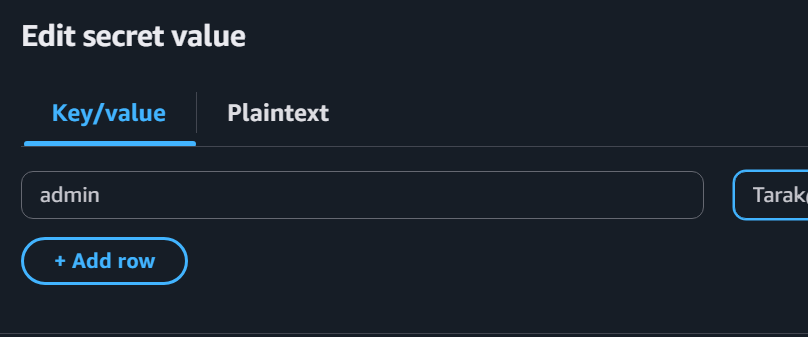 Edit secret value
Key/value Plaintext
admin
+ Add row